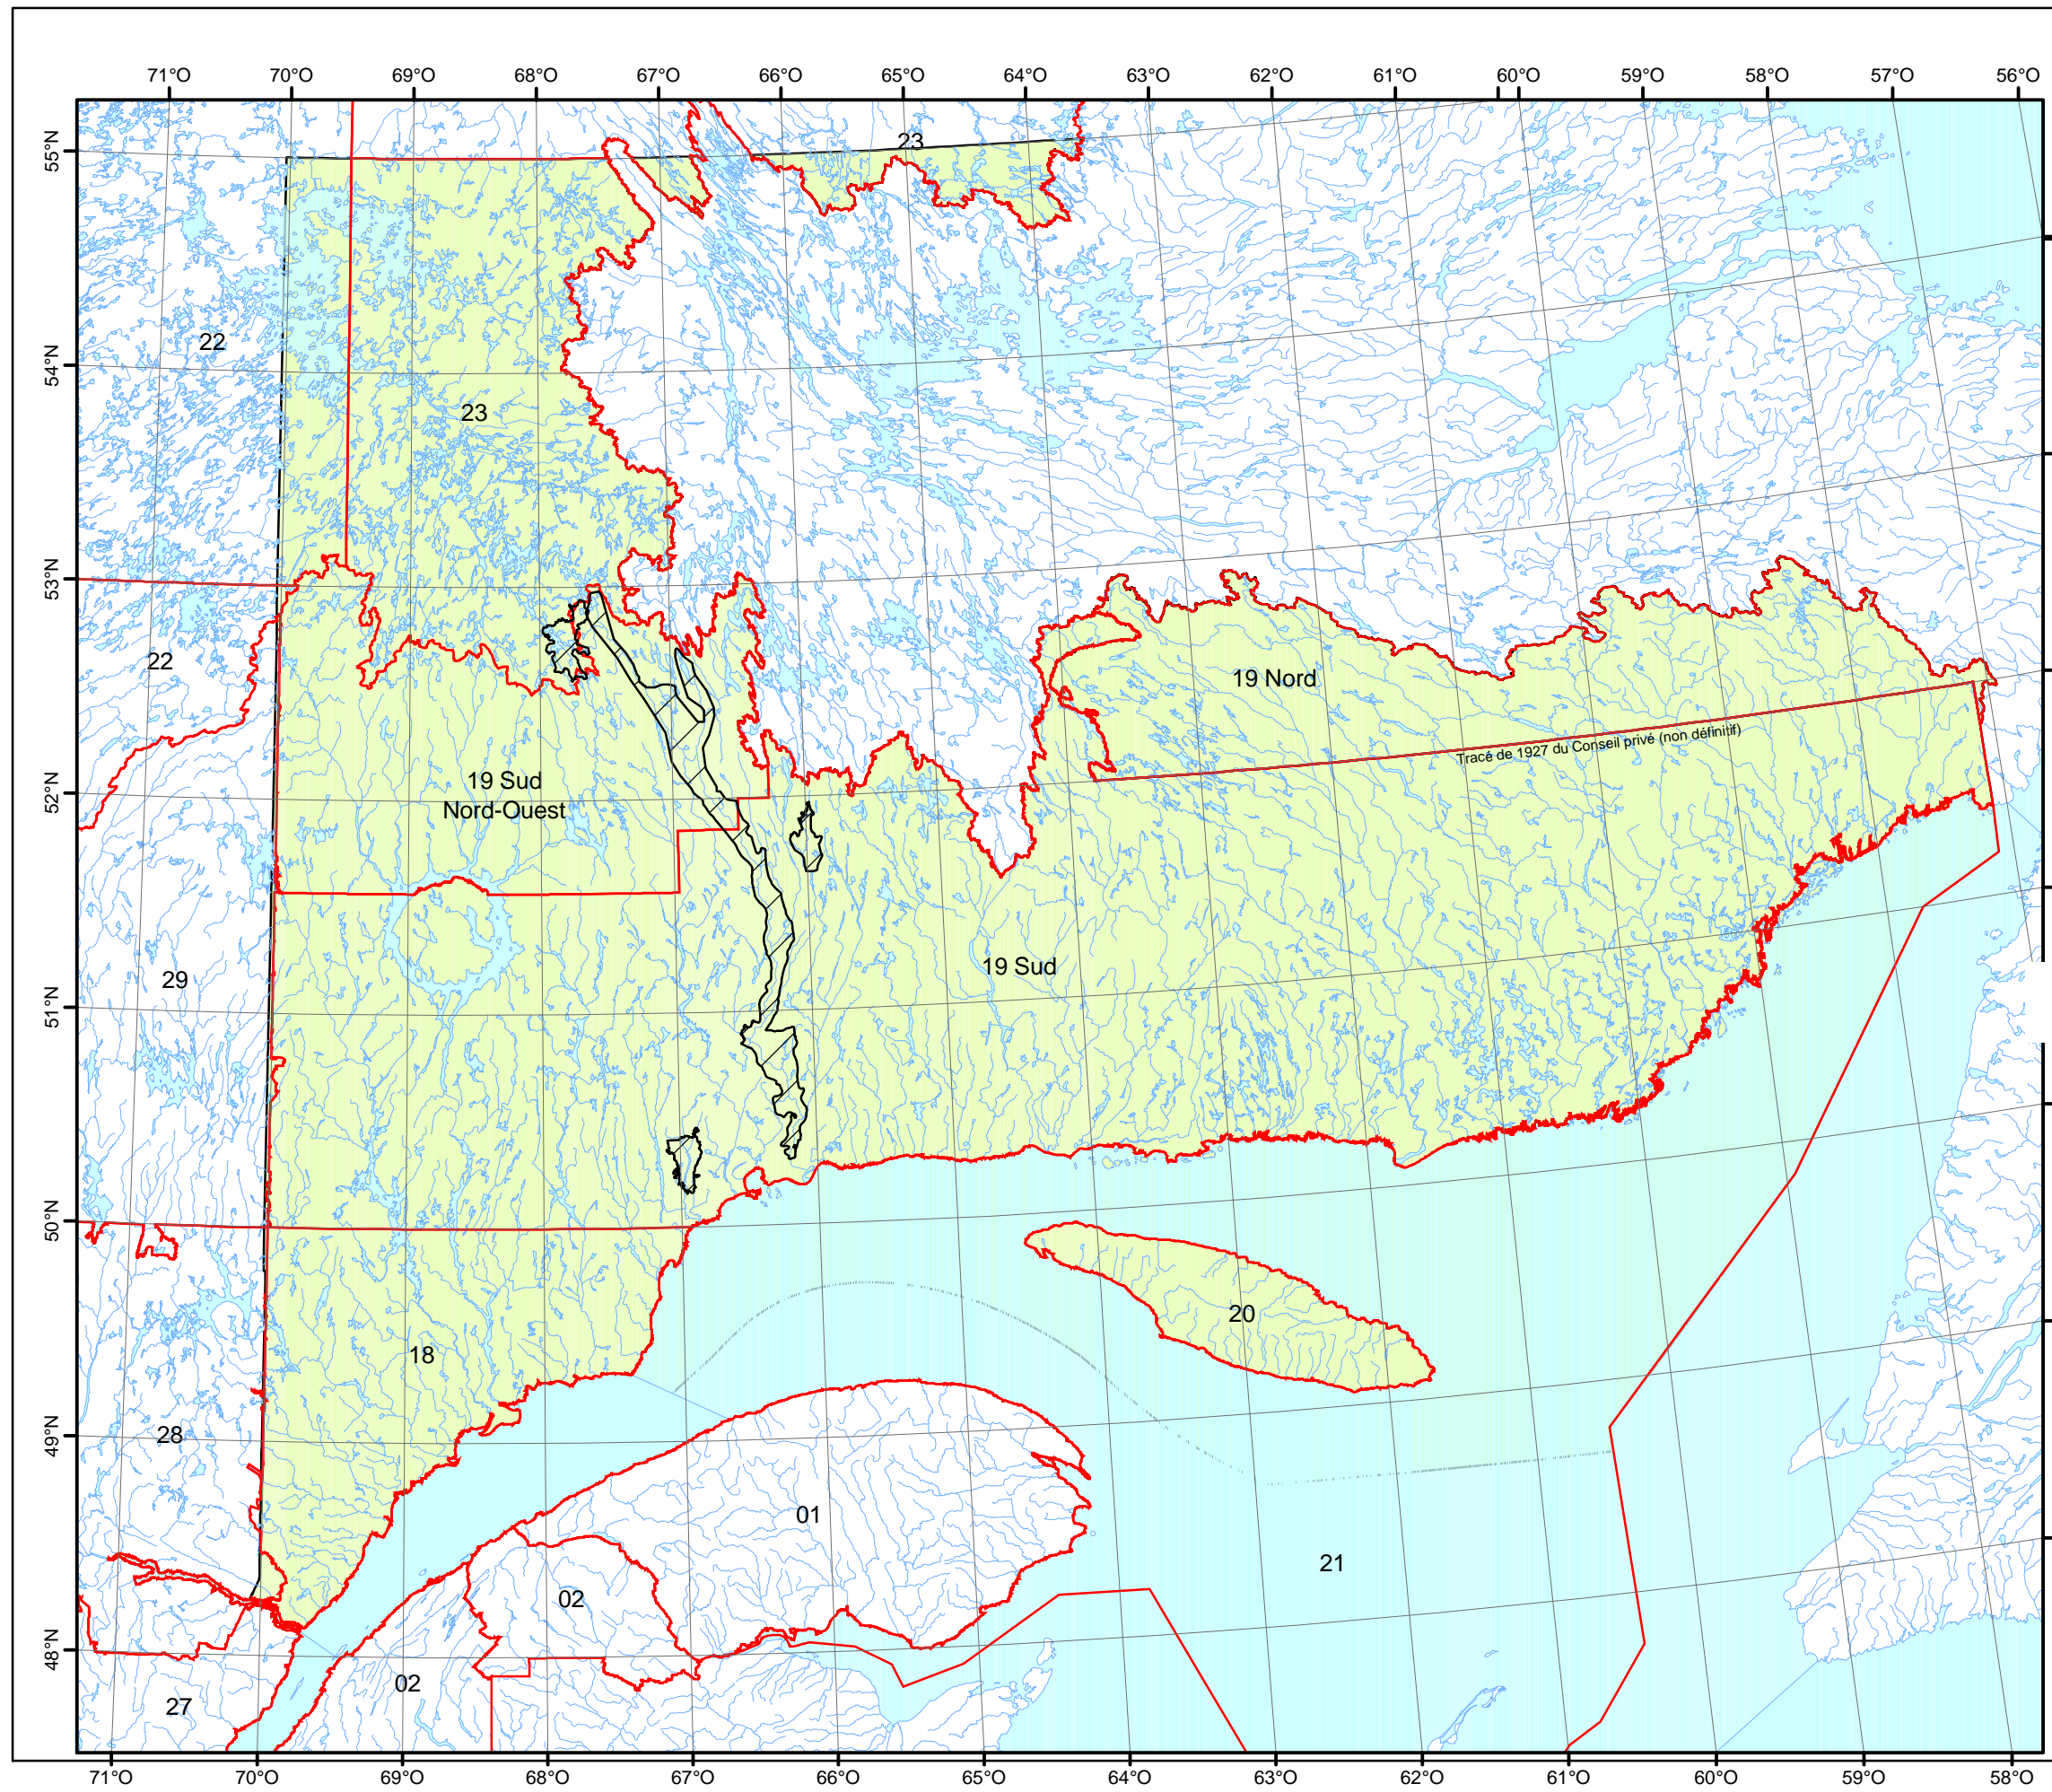 71°O 70°O 69°O 68°O 67°O 66°O 65°O 64°O 63°O 62°O 61°O 60°O 59°O 58°O 57°O 56°O
55°N
23
22
54°N
23
53°N
22
19 Nord
Tracé de 1927 du Conseil privé (non définitif)
19 Sud
Nord-Ouest
52°N
19 Sud
29
51°N
50°N
20
18
28
49°N
01
21
02
48°N
02
27
71°O 70°O 69°O 68°O 67°O 66°O 65°O 64°O 63°O 62°O 61°O 60°O 59°O 58°O